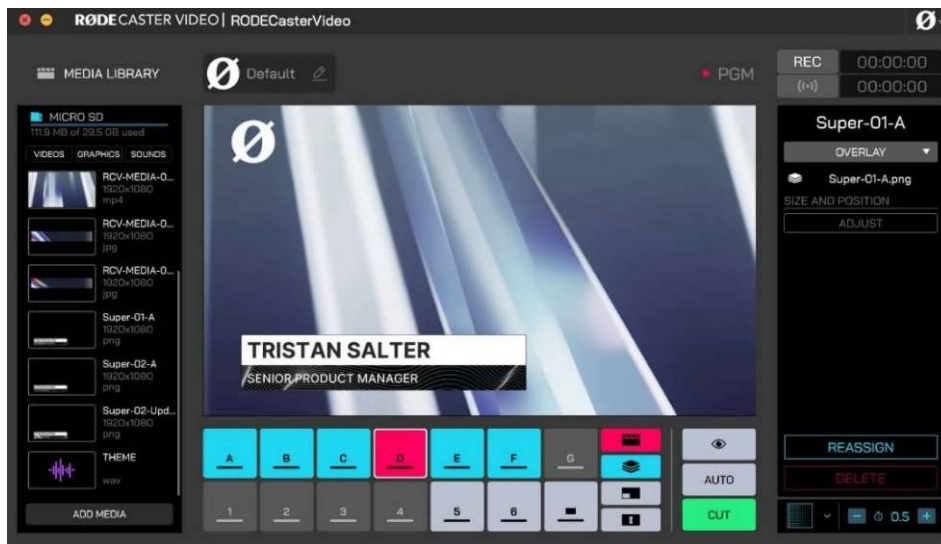 RØDECASTER VIDEO | RODECasterVideo
MEDIA LIBRARY
Default
PGM
REC 00:00:00
00:00:00
MICRO SD
111.9 MB of 29.5 GB used
VIDEOS GRAPHICS SOUNDS
RCV-MEDIA-0...
1920x1080
mp4
RCV-MEDIA-0...
1920x1080
jpg
RCV-MEDIA-0...
1920x1080
jpg
Super-01-A
1920x1080
png
Super-02-A
1920x1080
png
Super-02-Upd...
1920x1080
png
THEME
wav
ADD MEDIA
TRISTAN SALTER
SENIOR PRODUCT MANAGER
Super-01-A
OVERLAY
Super-01-A.png
SIZE AND POSITION
ADJUST
REASSIGN
DELETE
A B C D E F G
1 2 3 4 5 6
AUTO
CUT
0.5